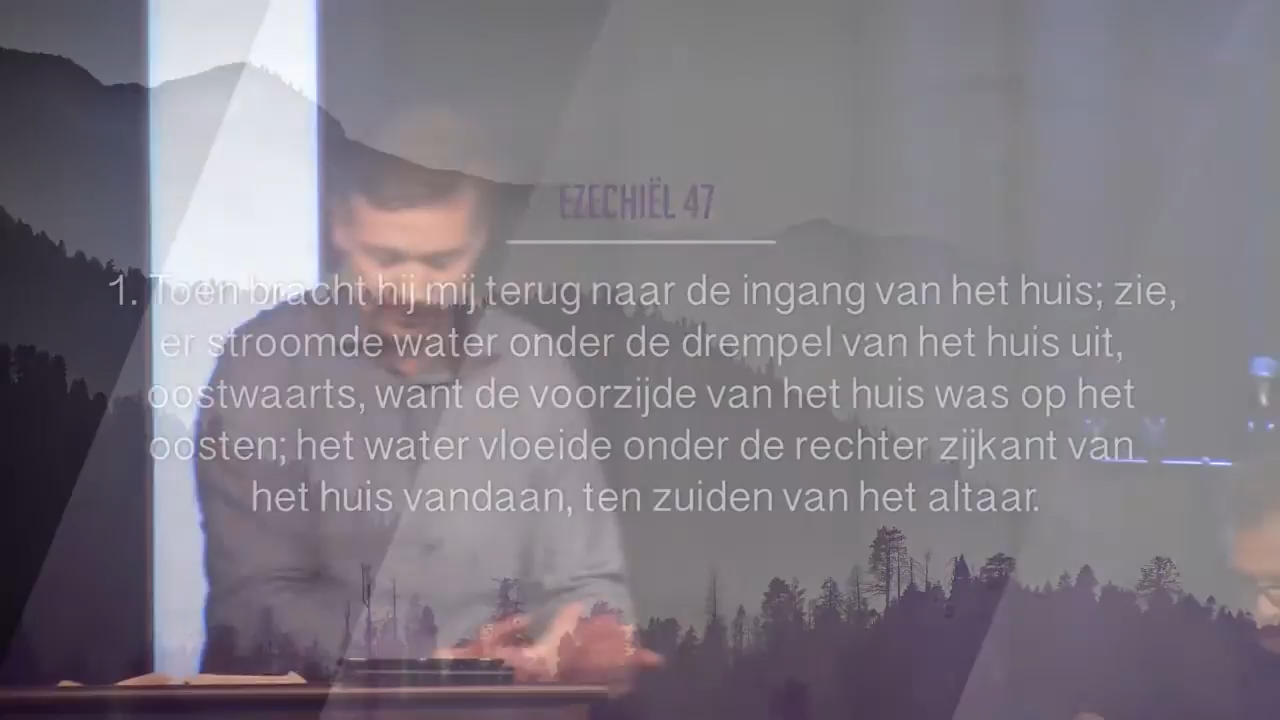 EZECHIËL 47
1. Toen bracht hij mij terug naar de ingang van het huis; zie,
er stroomde water onder de drempel van het huis uit,
oostwaarts, want de voorzijde van het huis was op het
oosten; het water vloeide onder de rechter zijkant van
het huis vandaan, ten zuiden van het altaar.